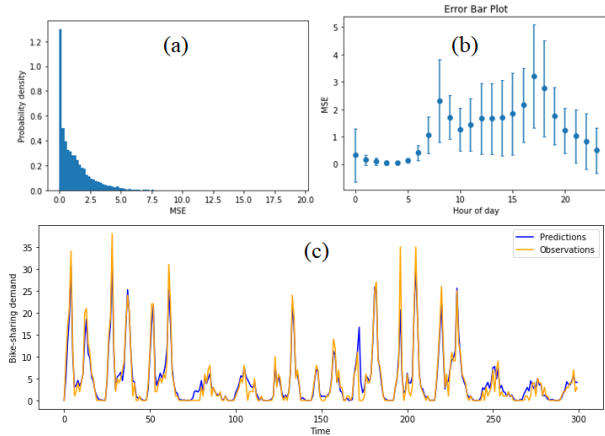 (a)
Probability density
1.2
1.0
0.8
0.6
0.4
0.2
0.0
0.0 2.5 5.0 7.5 10.0 12.5 15.0 17.5 20.0
MSE
Error Bar Plot
(b)
MSE
5
4
3
2
1
0
0 5 10 15 20
Hour of day
(c)
Predictions
Observations
Bike-sharing demand
35
30
25
20
15
10
5
0
0 50 100 150 200 250 300
Time